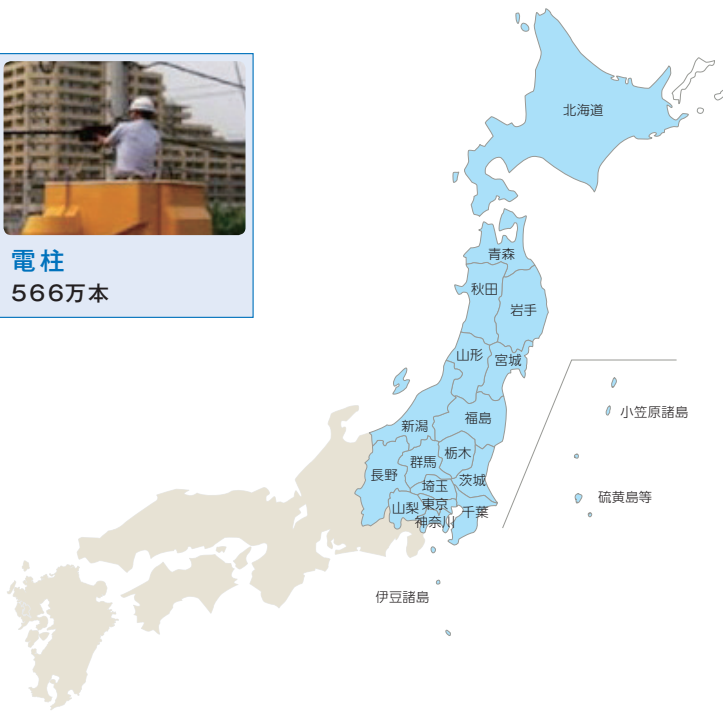 電柱
566万本
北海道
青森
秋田
岩手
山形
宮城
福島
新潟
栃木
群馬
長野
茨城
埼玉
東京
山梨
千葉
神奈川
小笠原諸島
硫黄島等
伊豆諸島